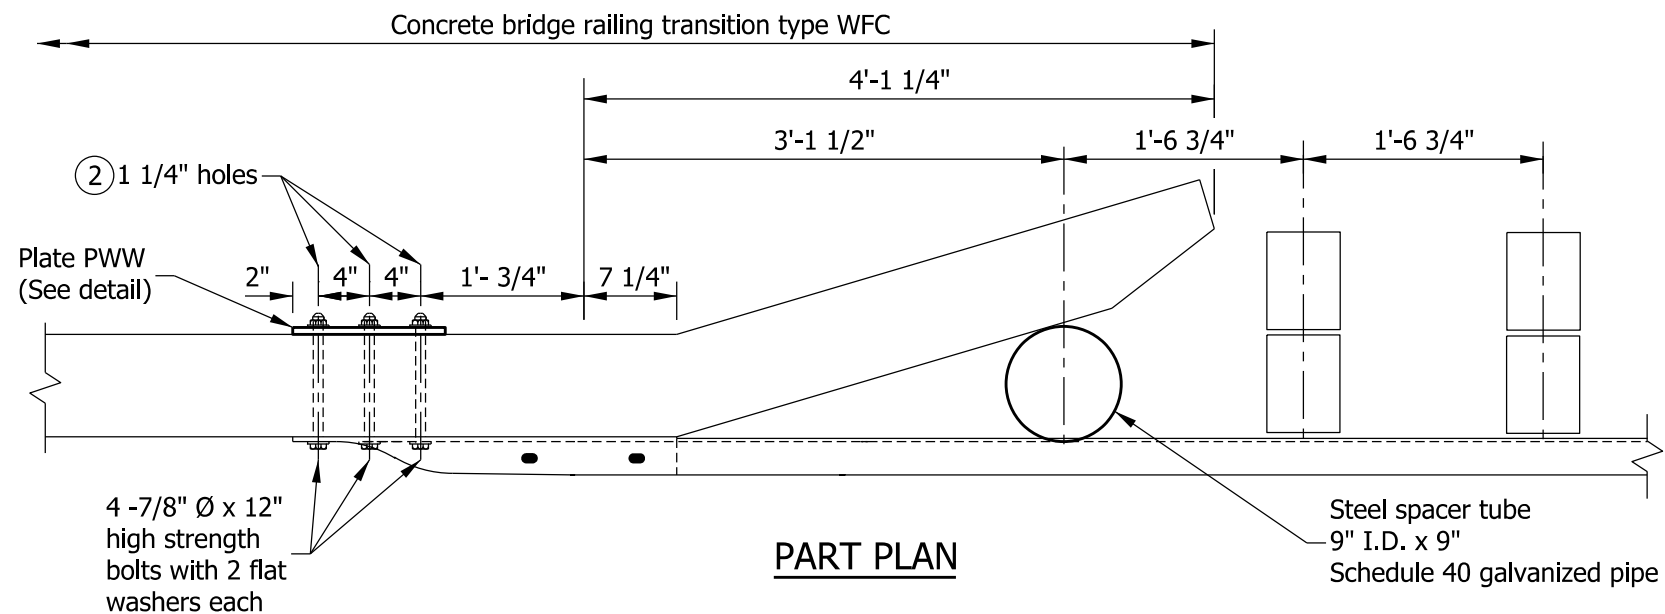 Concrete bridge railing transition type WFC
4'-1 1/4"
3'-1 1/2"
1'-6 3/4"
1'-6 3/4"
2 1 1/4" holes
Plate PWW
(See detail)
2"
4"
4"
1'- 3/4"
7 1/4"
4 -7/8" Ø x 12"
high strength
bolts with 2 flat
washers each
PART PLAN
Steel spacer tube
9" I.D. x 9"
Schedule 40 galvanized pipe